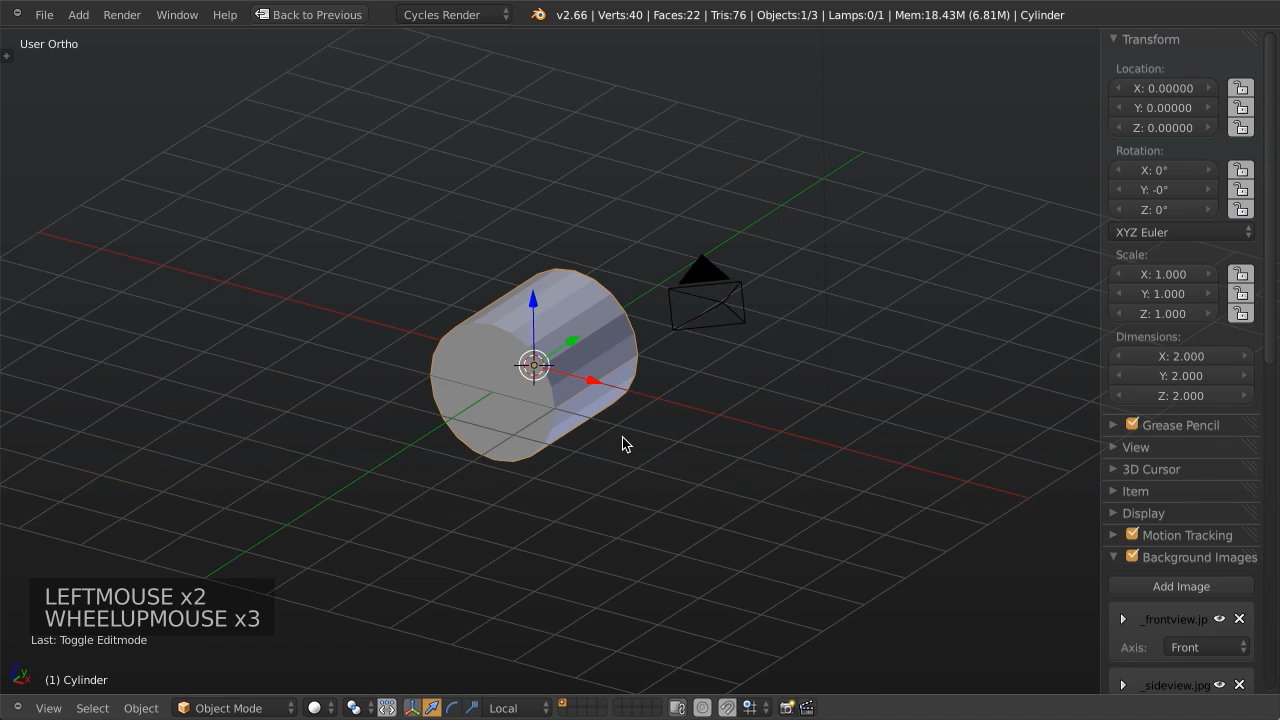 File Add Render Window Help Back to Previous Cycles Render v2.66 | Verts:40 | Faces:22 | Tris:76 | Objects:1/3 | Lamps:0/1 | Mem:18.43M (6.81M) | Cylinder
User Ortho
Transform
Location:
X: 0.00000
Y: 0.00000
Z: 0.00000
Rotation:
X: 0°
Y: -0°
Z: 0°
XYZ Euler
Scale:
X: 1.000
Y: 1.000
Z: 1.000
Dimensions:
X: 2.000
Y: 2.000
Z: 2.000
Grease Pencil
View
3D Cursor
Item
Display
Motion Tracking
Background Images
Add Image
_frontview.jp
Axis: Front
_sideview.jpg
LEFTMOUSE x2
WHEELUPMOUSE x3
Last: Toggle Editmode
(1) Cylinder
View Select Object Object Mode Local